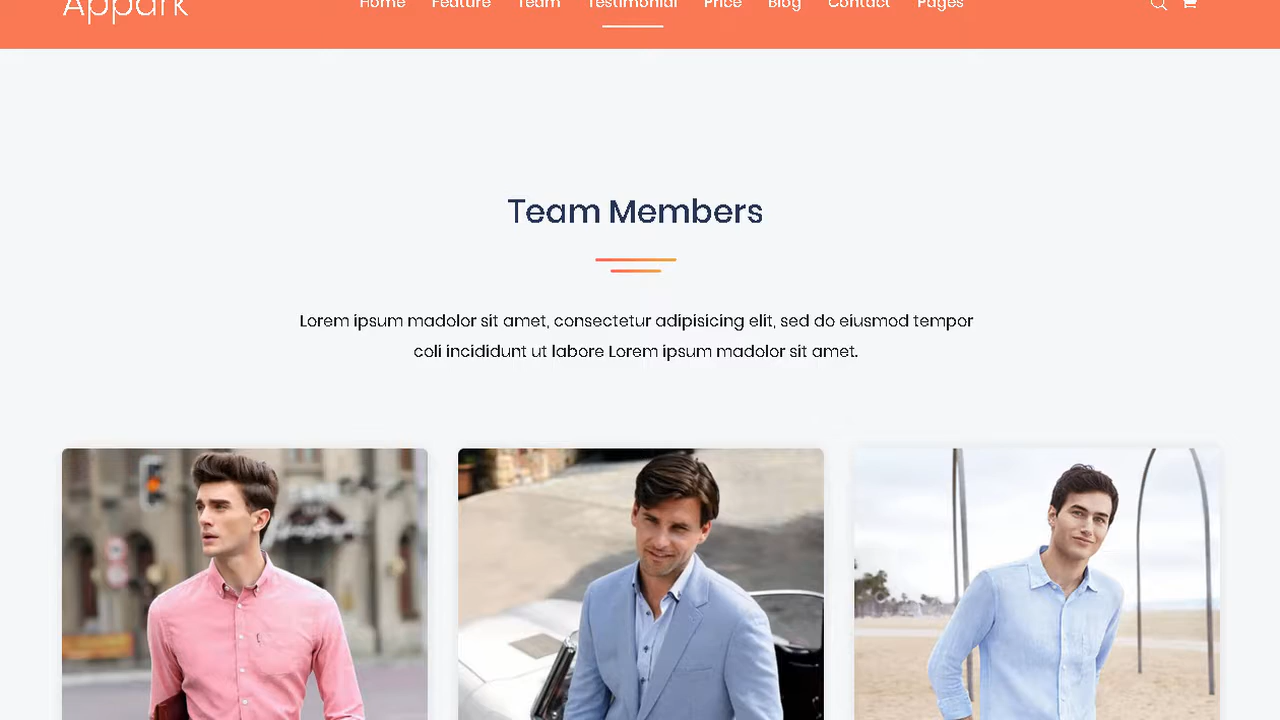 Appark
Home Feature Team Testimonial Price Blog Contact Pages
Team Members
Lorem ipsum madolor sit amet, consectetur adipisicing elit, sed do eiusmod tempor
coli incididunt ut labore Lorem ipsum madolor sit amet.